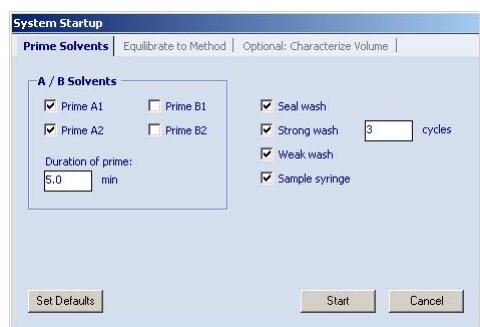 System Startup
Prime Solvents | Equilibrate to Method | Optional: Characterize Volume |
A / B Solvents
Prime A1 Prime B1
Prime A2 Prime B2
Duration of prime:
5.0 min
Seal wash
Strong wash 3 cycles
Weak wash
Sample syringe
Set Defaults Start Cancel